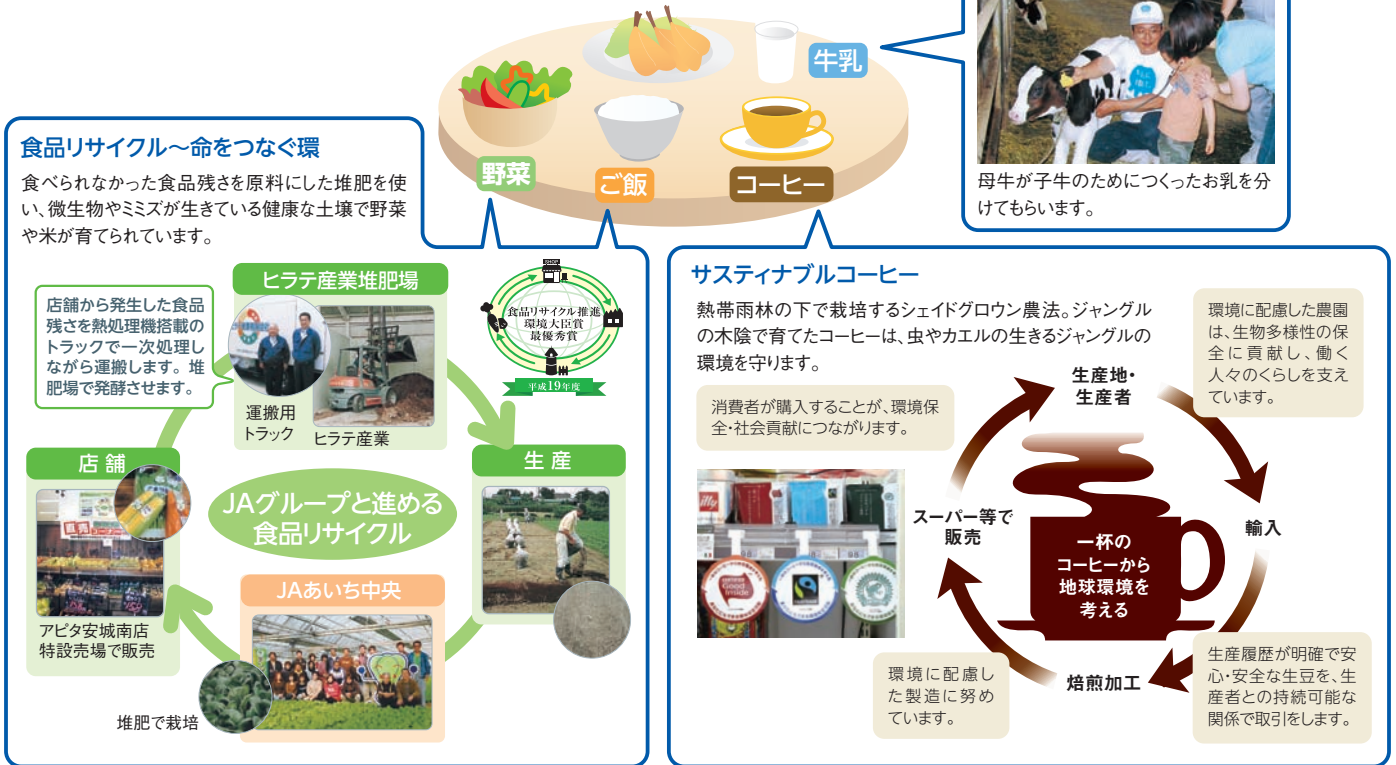 牛乳
野菜
ご飯
コーヒー
母牛が子牛のためにつくったお乳を分
けてもらいます。
食品リサイクル〜命をつなぐ環
食べられなかった食品残さを原料にした堆肥を使
い、微生物やミミズが生きている健康な土壌で野菜
や米が育てられています。
ヒラテ産業堆肥場
店舗から発生した食品
残さを熱処理機搭載の
トラックで一次処理し
ながら運搬します。堆
肥場で発酵させます。
運搬用
トラック
ヒラテ産業
SHOP
食品リサイクル推進
環境大臣賞
最優秀賞
平成19年度
店舗
直売
アピタ安城南店
特設売場で販売
JAグループと進める
食品リサイクル
生産
JAあいち中央
堆肥で栽培
サスティナブルコーヒー
熱帯雨林の下で栽培するシェイドグロウン農法。ジャングル
の木陰で育てたコーヒーは、虫やカエルの生きるジャングルの
環境を守ります。
環境に配慮した農園
は、生物多様性の保
全に貢献し、働く
人々のくらしを支え
ています。
生産地・
生産者
消費者が購入することが、環境保
全・社会貢献につながります。
illy
Good
inside
スーパー等で
販売
一杯の
コーヒーから
地球環境を
考える
輸入
焙煎加工
環境に配慮し
た製造に努め
ています。
生産履歴が明確で安
心・安全な生豆を、生
産者との持続可能な
関係で取引をします。